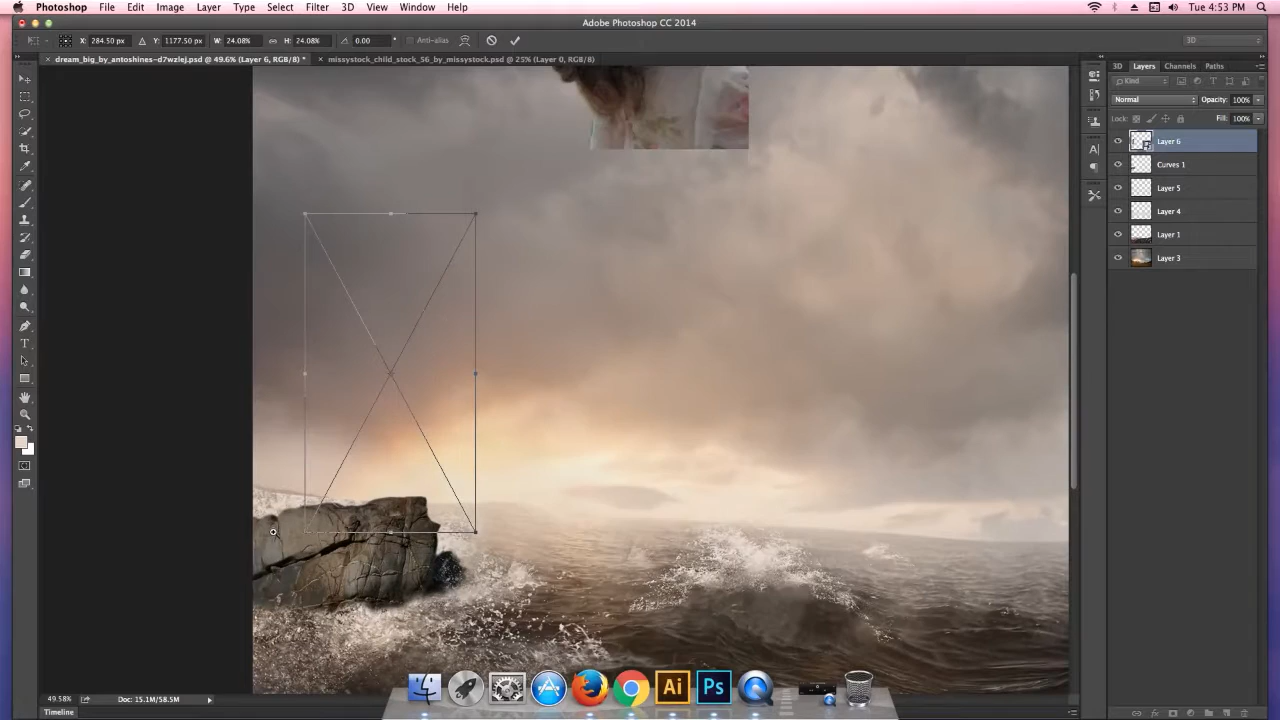 Photoshop File Edit Image Layer Type Select Filter 3D View Window Help Tue 4:53 PM
Adobe Photoshop CC 2014
X: 284.50 px Y: 1177.50 px W: 24.08% H: 24.08% 0.00 Anti-alias 3D
dream_big_by_antoshines-d7wzlej.psd @ 49.6% (Layer 6, RGB/8) * missystock_child_stock_56_by_missystock.psd @ 25% (Layer 0, RGB/8)
3D Layers Channels Paths
Kind
Normal Opacity: 100%
Lock: Fill: 100%
Layer 6
Curves 1
Layer 5
Layer 4
Layer 1
Layer 3
49.58% Doc: 15.1M/58.5M
Timeline
Ai Ps